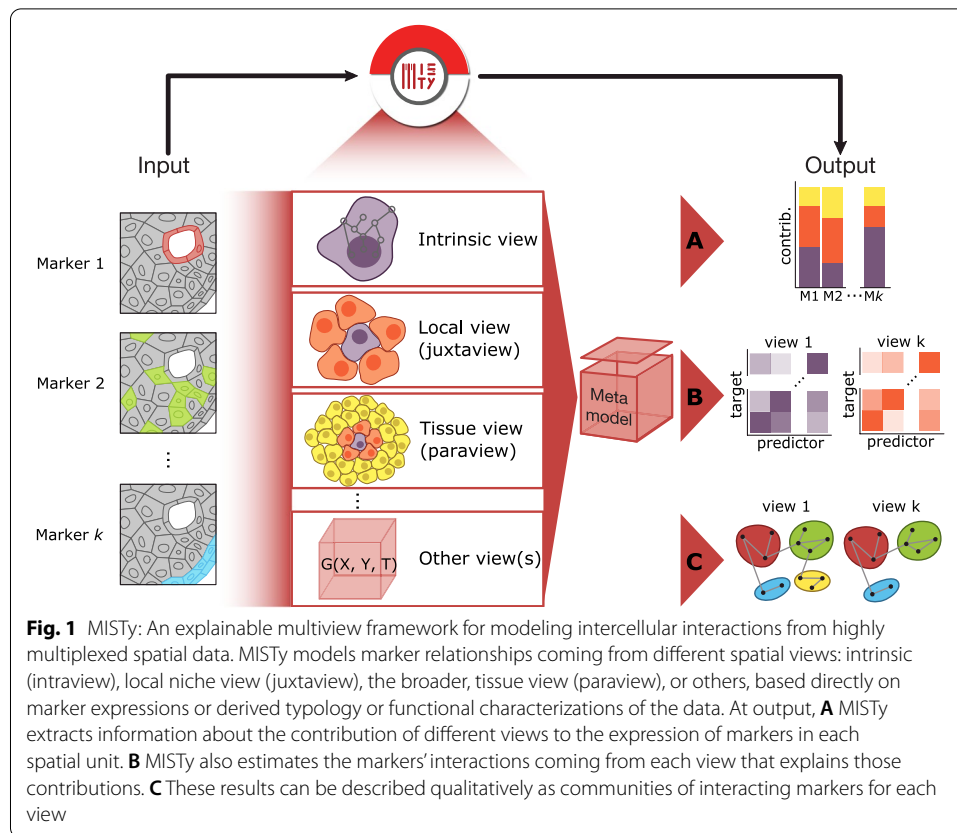 MISTy
Input
Output
Marker 1
Marker 2
⋮
Marker k
Intrinsic view
Local view
(juxtaview)
Tissue view
(paraview)
⋮
G(X, Y, T)
Other view(s)
Meta
model
A
contrib.
M1 M2 ··· Mk
B
view 1
target
predictor
view k
target
predictor
C
view 1
view k
Fig. 1 MISTy: An explainable multiview framework for modeling intercellular interactions from highly
multiplexed spatial data. MISTy models marker relationships coming from different spatial views: intrinsic
(intraview), local niche view (juxtaview), the broader, tissue view (paraview), or others, based directly on
marker expressions or derived typology or functional characterizations of the data. At output, A MISTy
extracts information about the contribution of different views to the expression of markers in each
spatial unit. B MISTy also estimates the markers' interactions coming from each view that explains those
contributions. C These results can be described qualitatively as communities of interacting markers for each
view